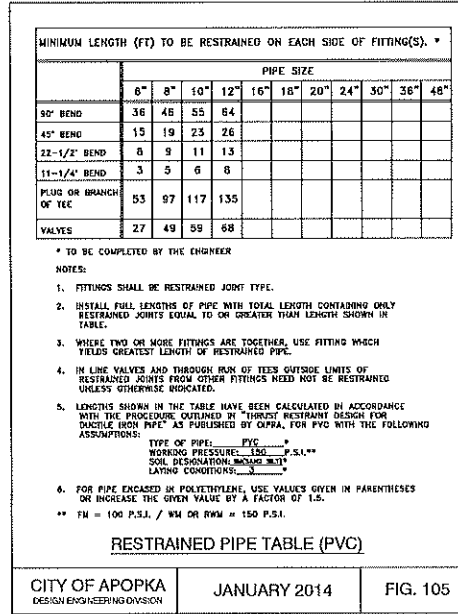 MINIMUM LENGTH (FT) TO BE RESTRAINED ON EACH SIDE OF FITTING(S). *
PIPE SIZE
6" 8" 10" 12" 16" 18" 20" 24" 30" 36" 48"
90° BEND 36 46 55 64
45° BEND 15 19 23 26
22-1/2° BEND 8 9 11 13
11-1/4° BEND 3 5 6 8
PLUG OR BRANCH
OF TEE 53 97 117 135
VALVES 27 49 59 68
* TO BE COMPLETED BY THE ENGINEER
NOTES:
1. FITTINGS SHALL BE RESTRAINED JOINT TYPE.
2. INSTALL FULL LENGTHS OF PIPE WITH TOTAL LENGTH CONTAINING ONLY
RESTRAINED JOINTS EQUAL TO OR GREATER THAN LENGTH SHOWN IN
TABLE.
3. WHERE TWO OR MORE FITTINGS ARE TOGETHER, USE FITTING WHICH
YIELDS GREATEST LENGTH OF RESTRAINED PIPE.
4. IN LINE VALVES AND THROUGH RUN OF TEES OUTSIDE LIMITS OF
RESTRAINED JOINTS FROM OTHER FITTINGS NEED NOT BE RESTRAINED
UNLESS OTHERWISE INDICATED.
5. LENGTHS SHOWN IN THE TABLE HAVE BEEN CALCULATED IN ACCORDANCE
WITH THE PROCEDURE OUTLINED IN "THRUST RESTRAINT DESIGN FOR
DUCTILE IRON PIPE" AS PUBLISHED BY DIPRA, FOR PVC WITH THE FOLLOWING
ASSUMPTIONS:
TYPE OF PIPE: PVC *
WORKING PRESSURE: 150 P.S.I.**
SOIL DESIGNATION: *
LAYING CONDITIONS: 3 *
6. FOR PIPE ENCASED IN POLYETHYLENE, USE VALUES GIVEN IN PARENTHESES
OR INCREASE THE GIVEN VALUE BY A FACTOR OF 1.5.
** FM = 100 P.S.I. / WM OR RWM = 150 P.S.I.
RESTRAINED PIPE TABLE (PVC)
CITY OF APOPKA
DESIGN ENGINEERING DIVISION
JANUARY 2014
FIG. 105